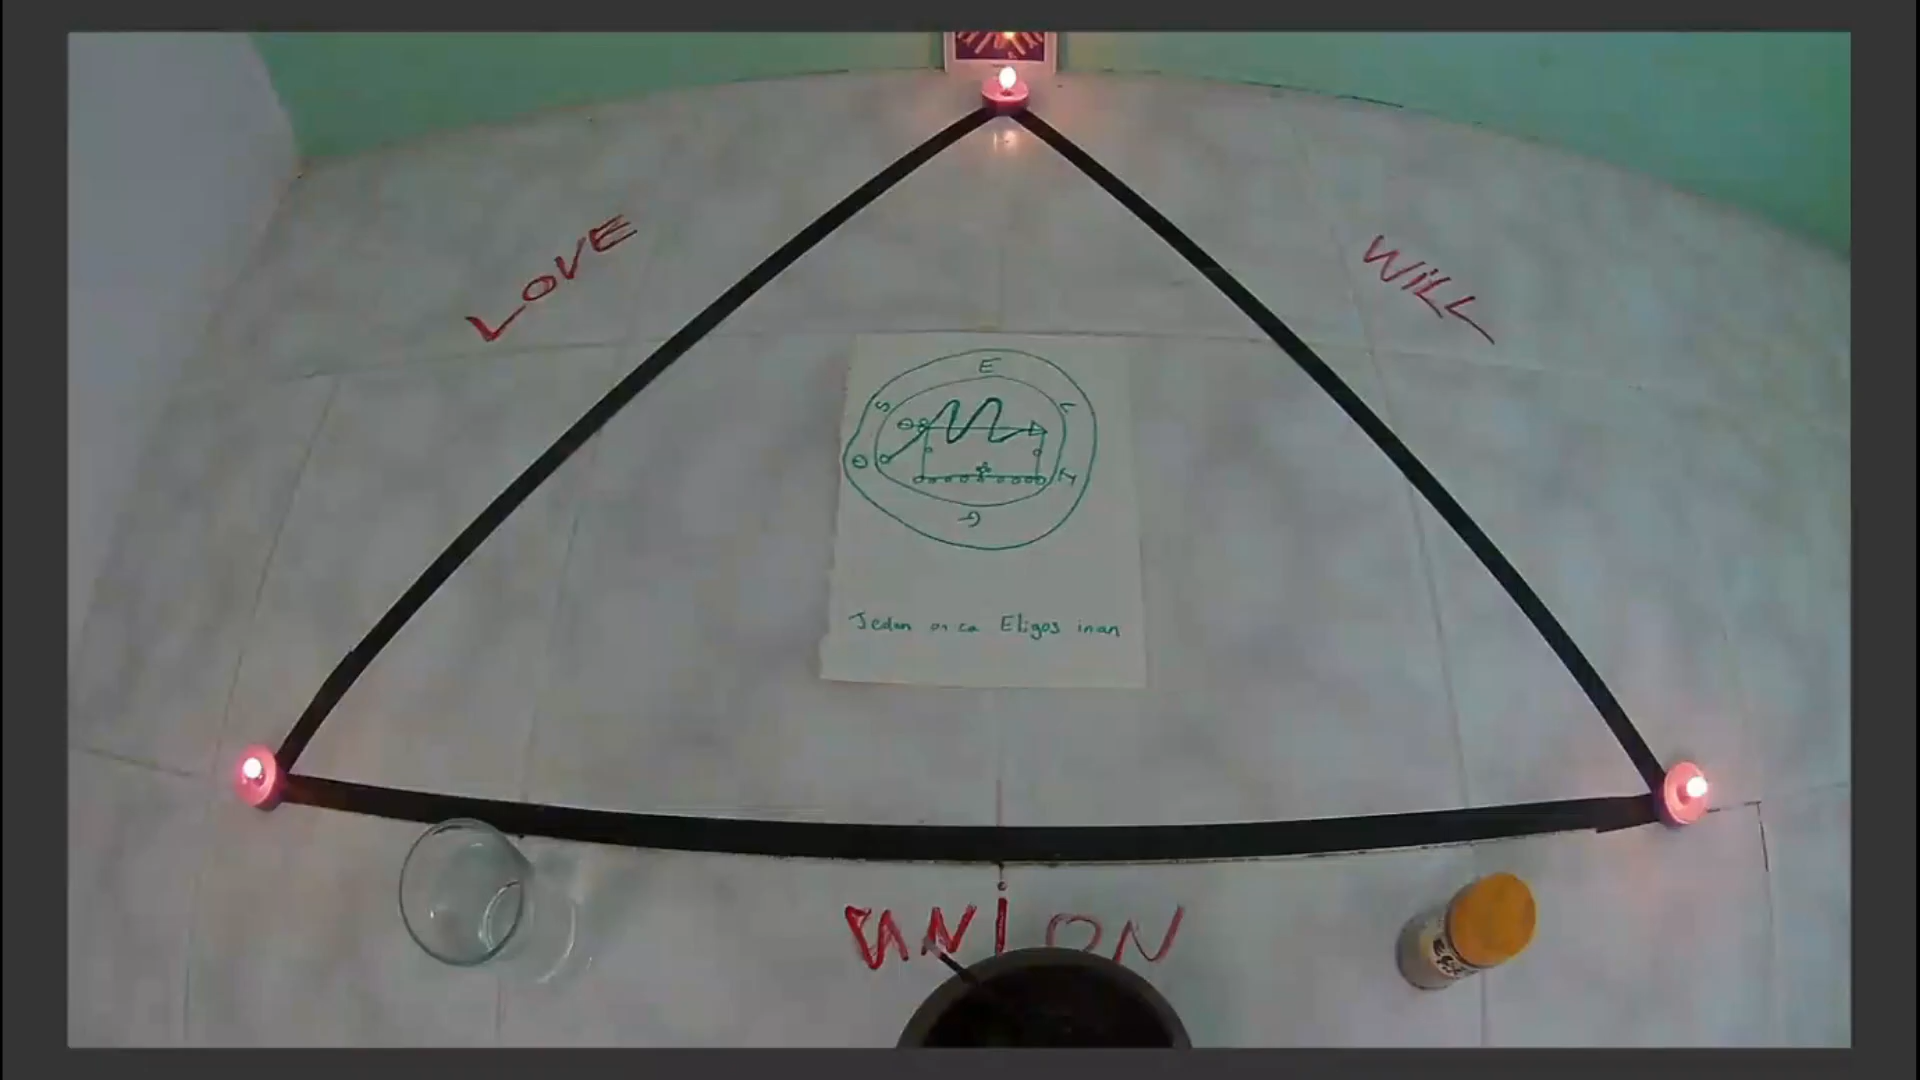 LOVE
WiLL
E L I G O S
Jedan on ca Eligos inan
UNiON